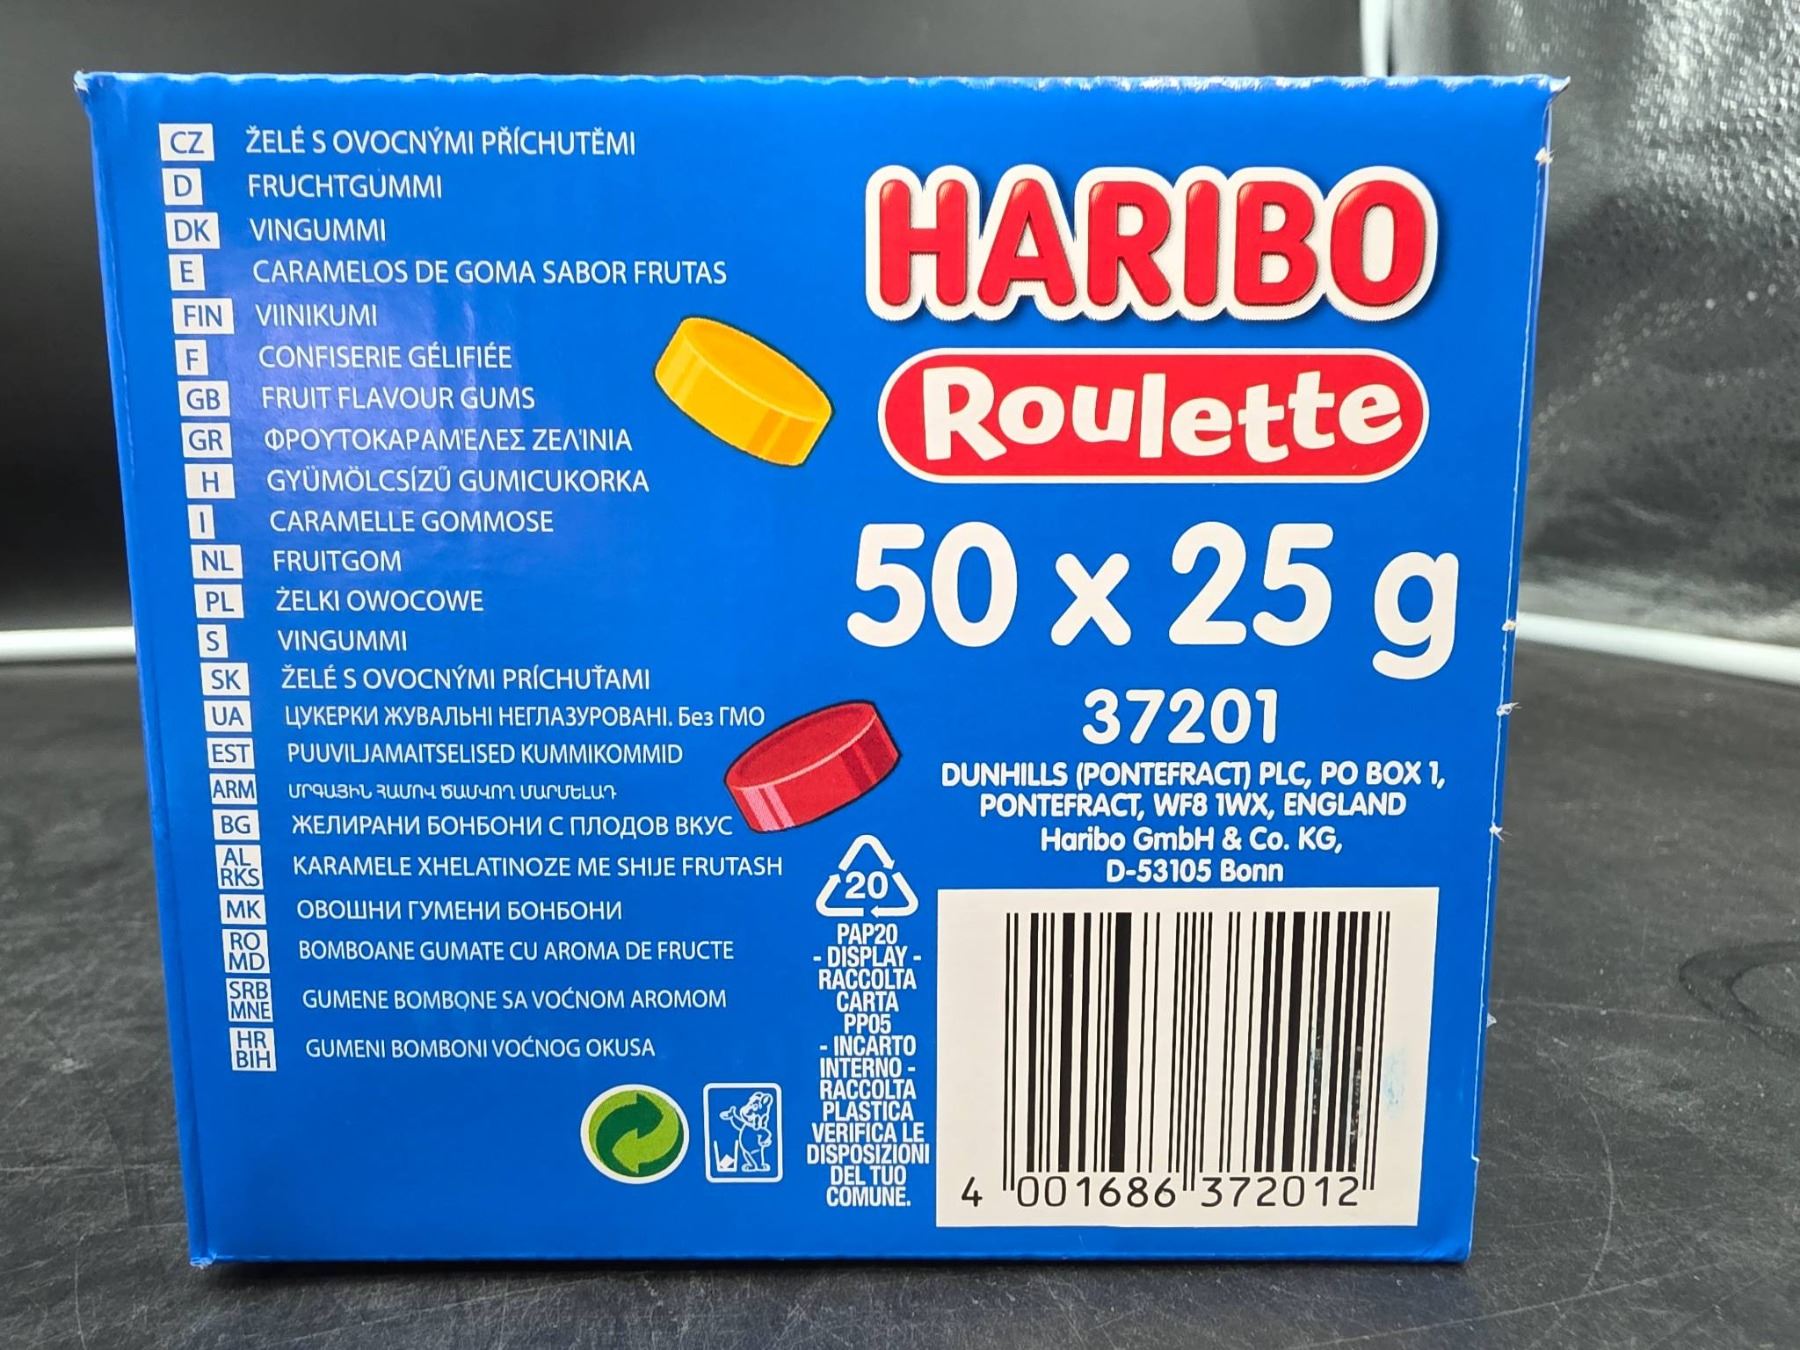 CZ ŽELÉ S OVOCNÝMI PŘÍCHUTĚMI
D FRUCHTGUMMI
DK VINGUMMI
E CARAMELOS DE GOMA SABOR FRUTAS
FIN VIINIKUMI
F CONFISERIE GÉLIFIÉE
GB FRUIT FLAVOUR GUMS
GR ΦΡΟΥΤΟΚΑΡΑΜΈΛΕΣ ΖΕΛΊΝΙΑ
H GYÜMÖLCSÍZŰ GUMICUKORKA
I CARAMELLE GOMMOSE
NL FRUITGOM
PL ŻELKI OWOCOWE
S VINGUMMI
SK ŽELÉ S OVOCNÝMI PRÍCHUŤAMI
UA ЦУКЕРКИ ЖУВАЛЬНІ НЕГЛАЗУРОВАНІ. Без ГМО
EST PUUVILJAMAITSELISED KUMMIKOMMID
ARM ՄՐԳԱՅԻՆ ՀԱՄՈՎ ԾԱՄՎՈՂ ՄԱՐՄԵԼԱԴ
BG ЖЕЛИРАНИ БОНБОНИ С ПЛОДОВ ВКУС
AL RKS KARAMELE XHELATINOZE ME SHIJE FRUTASH
MK ОВОШНИ ГУМЕНИ БОНБОНИ
RO MD BOMBOANE GUMATE CU AROMA DE FRUCTE
SRB MNE GUMENE BOMBONE SA VOĆNOM AROMOM
HR BIH GUMENI BOMBONI VOĆNOG OKUSA
HARIBO
Roulette
50 x 25 g
37201
DUNHILLS (PONTEFRACT) PLC, PO BOX 1,
PONTEFRACT, WF8 1WX, ENGLAND
Haribo GmbH & Co. KG,
D-53105 Bonn
20
PAP20
- DISPLAY -
RACCOLTA
CARTA
PP05
- INCARTO
INTERNO -
RACCOLTA
PLASTICA
VERIFICA LE
DISPOSIZIONI
DEL TUO
COMUNE.
4 001686 372012